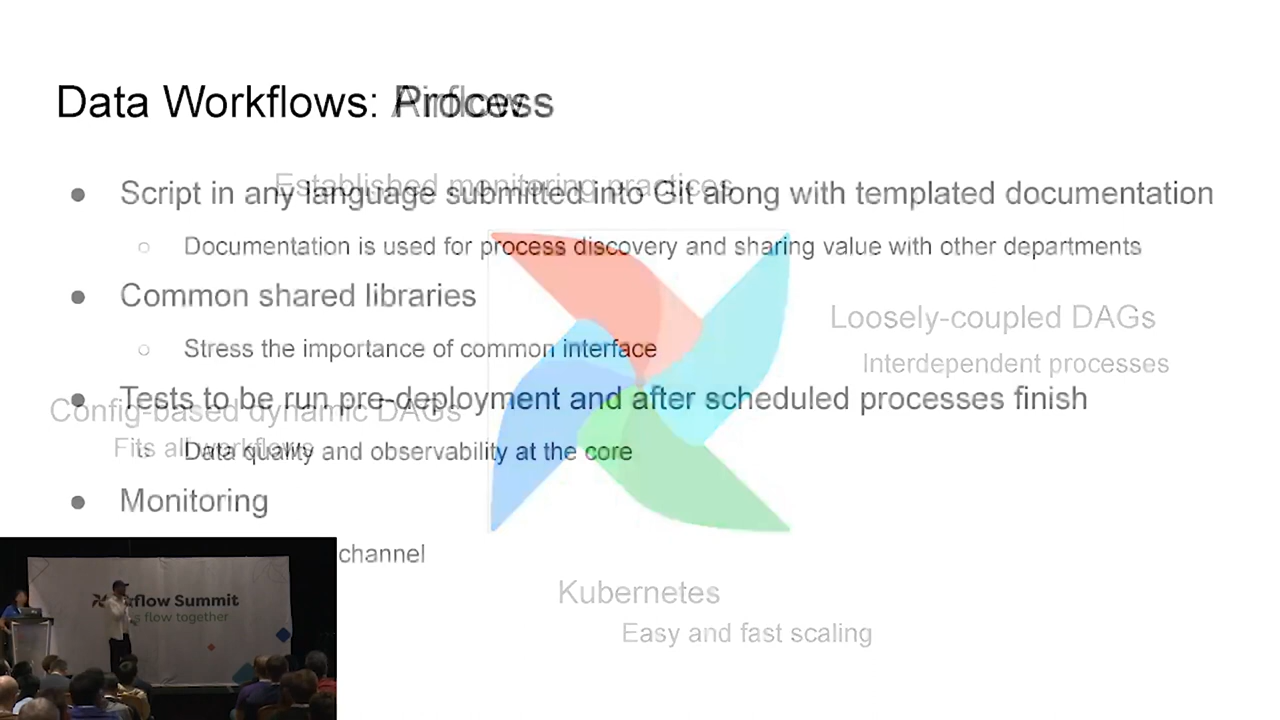 Data Workflows: Process
Airflow
Established monitoring practices
● Script in any language submitted into Git along with templated documentation
○ Documentation is used for process discovery and sharing value with other departments
● Common shared libraries
Loosely-coupled DAGs
○ Stress the importance of common interface
Interdependent processes
● Tests to be run pre-deployment and after scheduled processes finish
Config-based dynamic DAGs
Fits all workflows
○ Data quality and observability at the core
● Monitoring
channel
Kubernetes
Easy and fast scaling
flow Summit
flow together